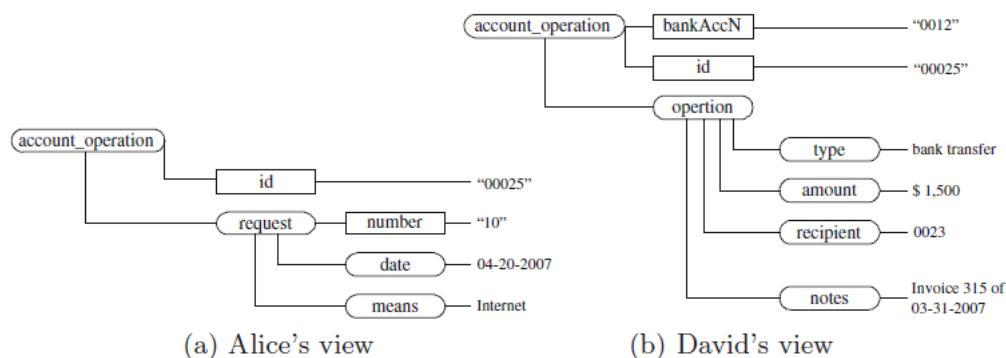 account_operation
id
"00025"
request
number
"10"
date
04-20-2007
means
Internet
(a) Alice's view
account_operation
bankAccN
"0012"
id
"00025"
opertion
type
bank transfer
amount
$ 1,500
recipient
0023
notes
Invoice 315 of
03-31-2007
(b) David's view